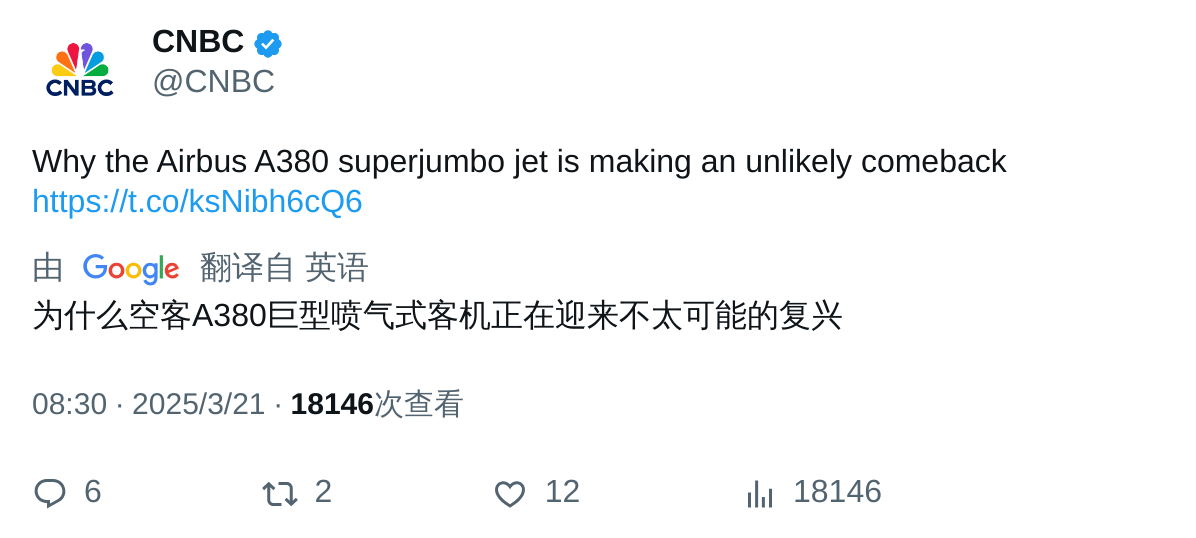 CNBC
CNBC
@CNBC
Why the Airbus A380 superjumbo jet is making an unlikely comeback
https://t.co/ksNibh6cQ6
由 Google 翻译自 英语
为什么空客A380巨型喷气式客机正在迎来不太可能的复兴
08:30 · 2025/3/21 · 18146次查看
6 2 12 18146